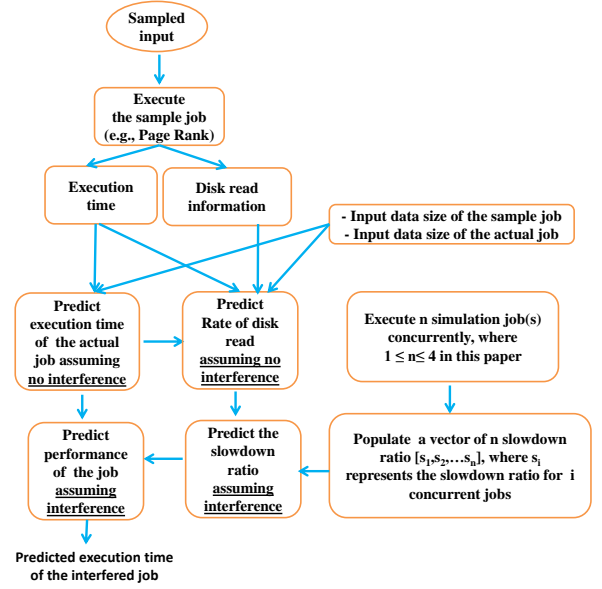 Sampled
input
Execute
the sample job
(e.g., Page Rank)
Execution
time
Disk read
information
- Input data size of the sample job
- Input data size of the actual job
Predict
execution time
of the actual
job assuming
no interference
Predict
Rate of disk
read
assuming no
interference
Execute n simulation job(s)
concurrently, where
1 ≤ n≤ 4 in this paper
Predict
performance
of the job
assuming
interference
Predict the
slowdown
ratio
assuming
interference
Populate a vector of n slowdown
ratio [s1,s2,…sn], where si
represents the slowdown ratio for i
concurrent jobs
Predicted execution time
of the interfered job